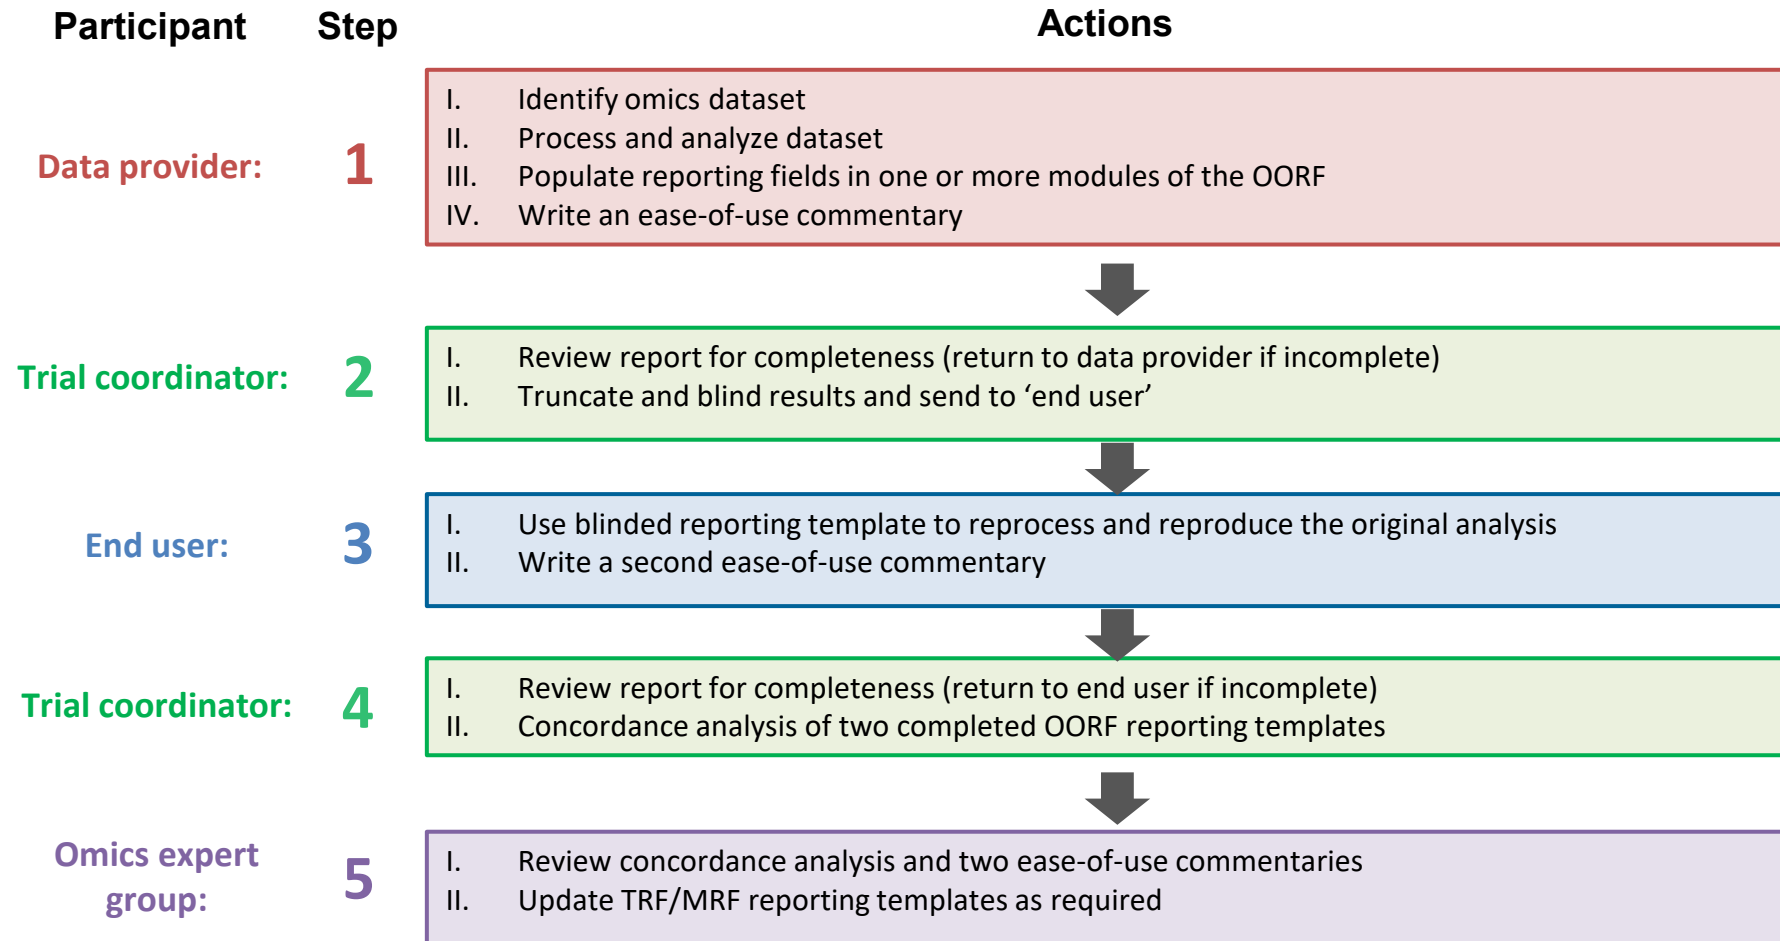 Participant Step Actions
Data provider: 1
I. Identify omics dataset
II. Process and analyze dataset
III. Populate reporting fields in one or more modules of the OORF
IV. Write an ease-of-use commentary
Trial coordinator: 2
I. Review report for completeness (return to data provider if incomplete)
II. Truncate and blind results and send to ‘end user’
End user: 3
I. Use blinded reporting template to reprocess and reproduce the original analysis
II. Write a second ease-of-use commentary
Trial coordinator: 4
I. Review report for completeness (return to end user if incomplete)
II. Concordance analysis of two completed OORF reporting templates
Omics expert
group: 5
I. Review concordance analysis and two ease-of-use commentaries
II. Update TRF/MRF reporting templates as required